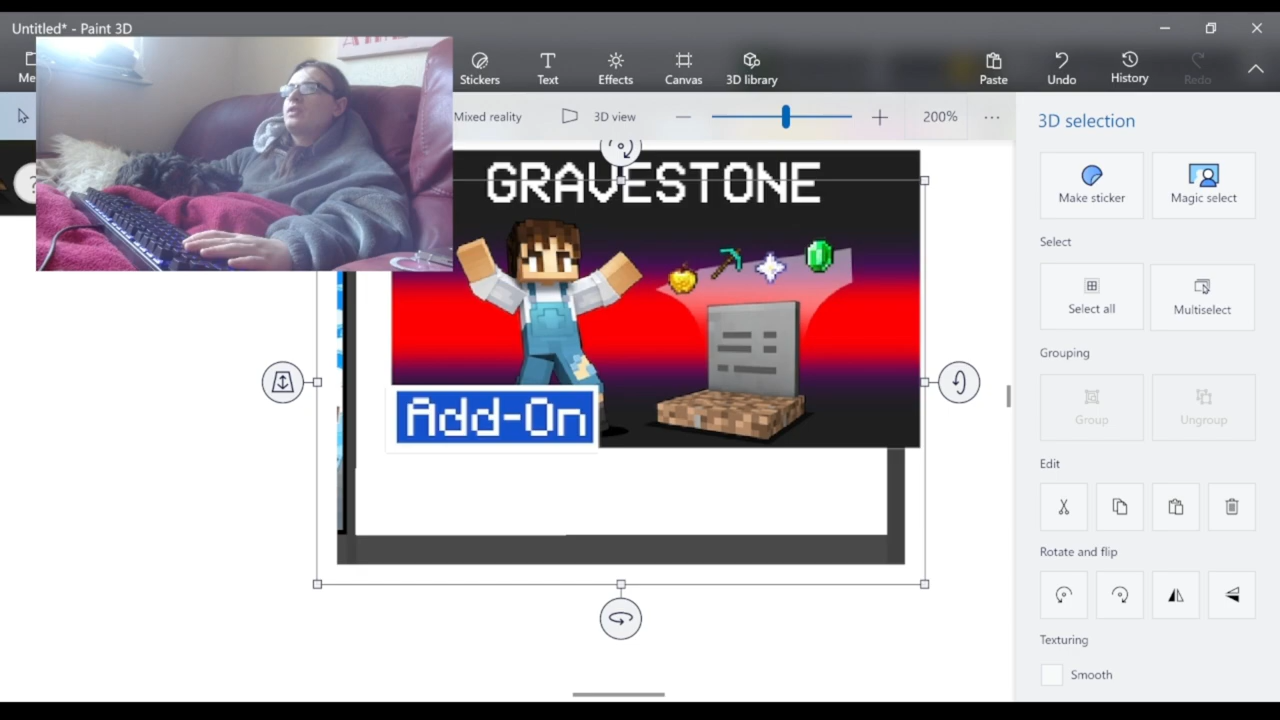 Untitled* - Paint 3D
Me
Stickers
Text
Effects
Canvas
3D library
Paste
Undo
History
Redo
Mixed reality
3D view
200%
3D selection
Make sticker
Magic select
Select
Select all
Multiselect
Grouping
Group
Ungroup
Edit
Rotate and flip
Texturing
Smooth
GRAVESTONE
Add-On